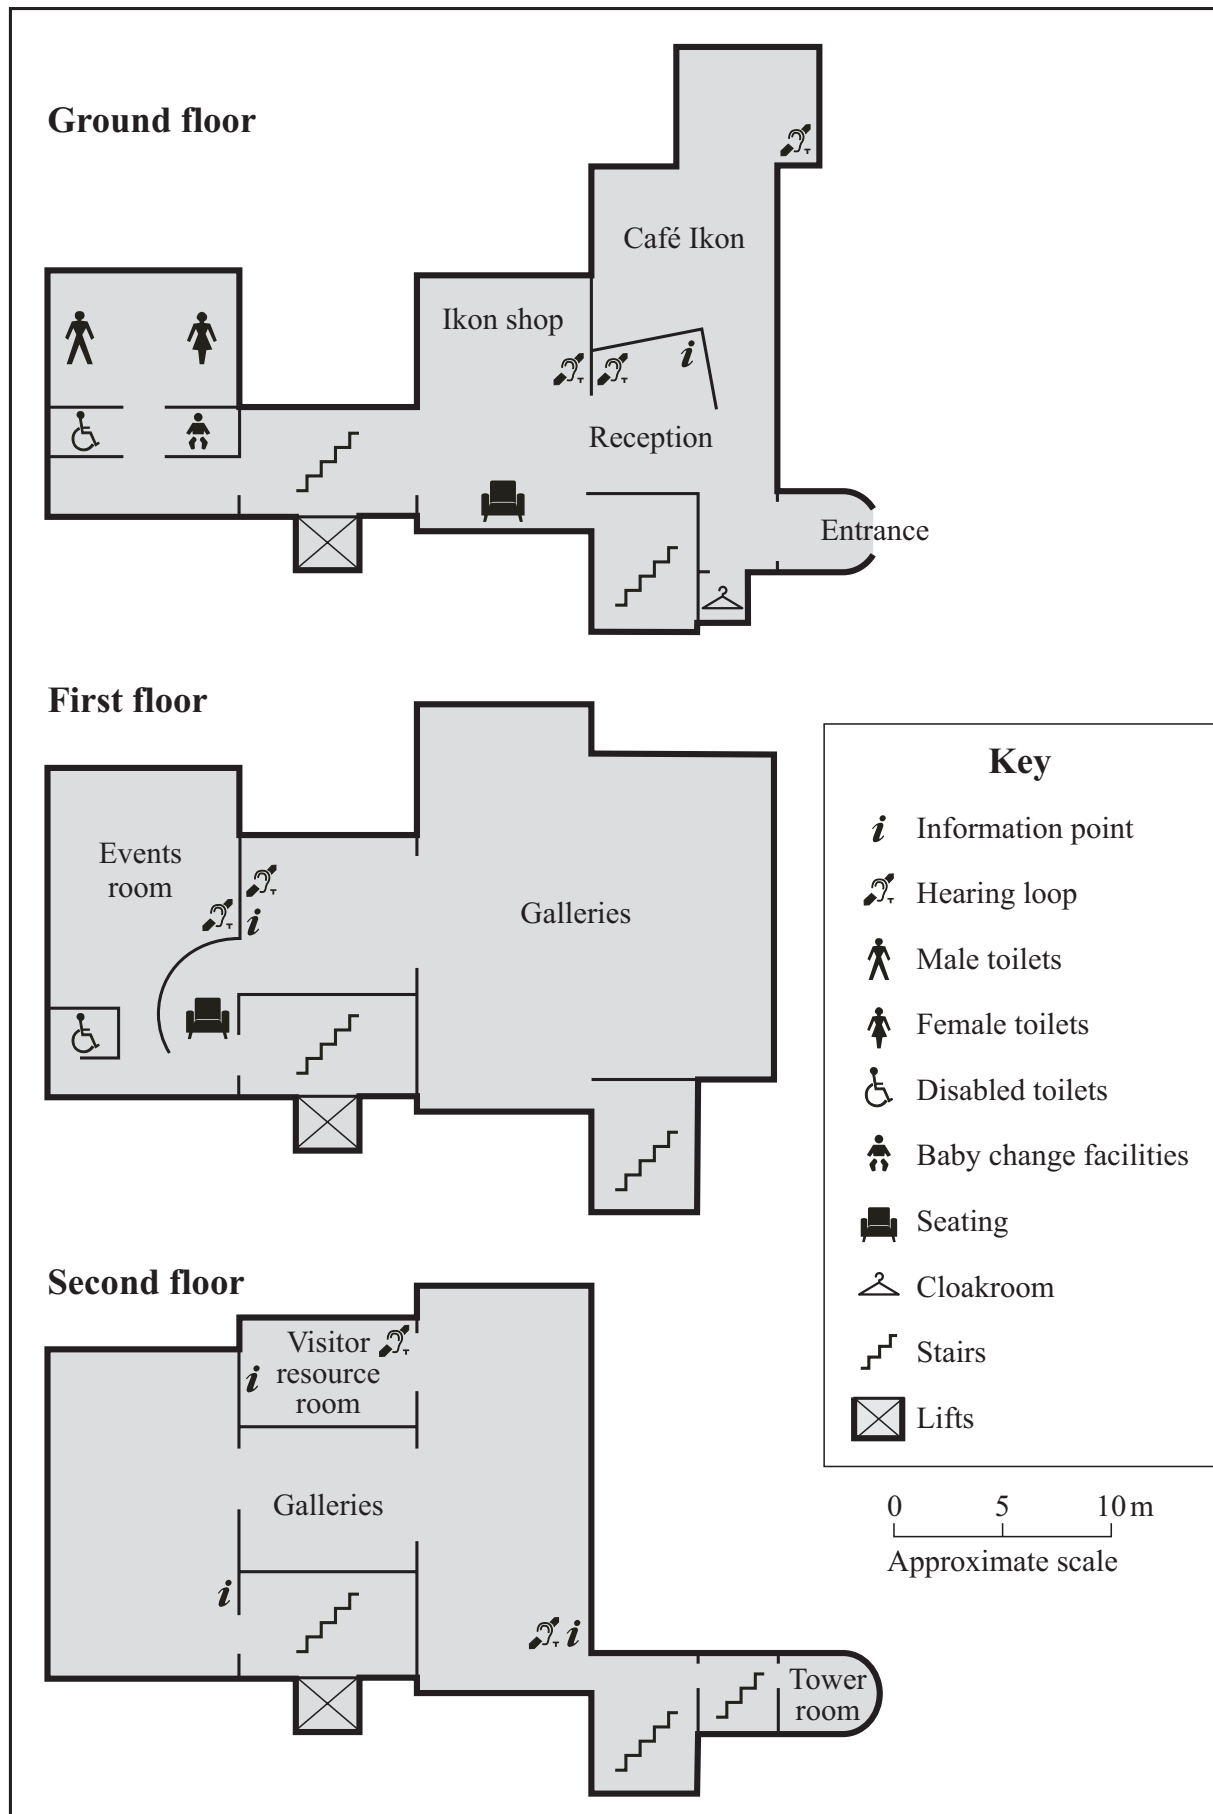 Ground floor
Café Ikon
Ikon shop
i
Reception
Entrance
First floor
Events
room
i
Galleries
Key
i Information point
Hearing loop
Male toilets
Female toilets
Disabled toilets
Baby change facilities
Seating
Cloakroom
Stairs
Lifts
Second floor
Visitor
resource
room
i
Galleries
i
i
Tower
room
0 5 10 m
Approximate scale